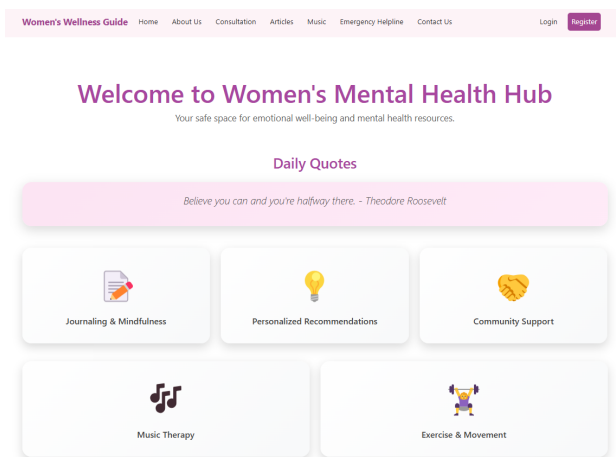 Women's Wellness Guide Home About Us Consultation Articles Music Emergency Helpline Contact Us Login Register
Welcome to Women's Mental Health Hub
Your safe space for emotional well-being and mental health resources.
Daily Quotes
Believe you can and you're halfway there. - Theodore Roosevelt
Journaling & Mindfulness Personalized Recommendations Community Support
Music Therapy Exercise & Movement